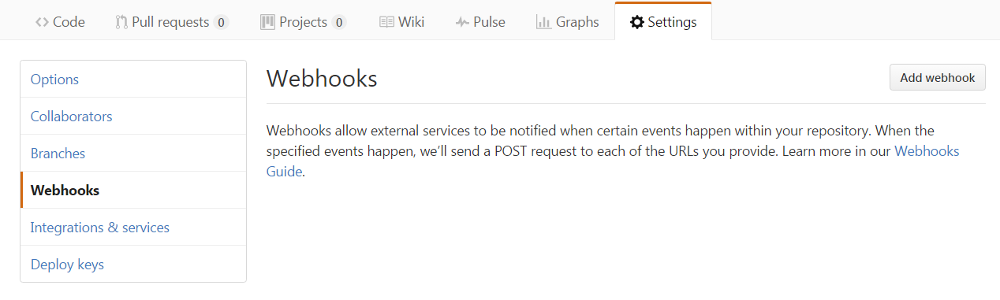 Code Pull requests 0 Projects 0 Wiki Pulse Graphs Settings
Options
Collaborators
Branches
Webhooks
Integrations & services
Deploy keys
Webhooks
Add webhook
Webhooks allow external services to be notified when certain events happen within your repository. When the
specified events happen, we’ll send a POST request to each of the URLs you provide. Learn more in our Webhooks
Guide.